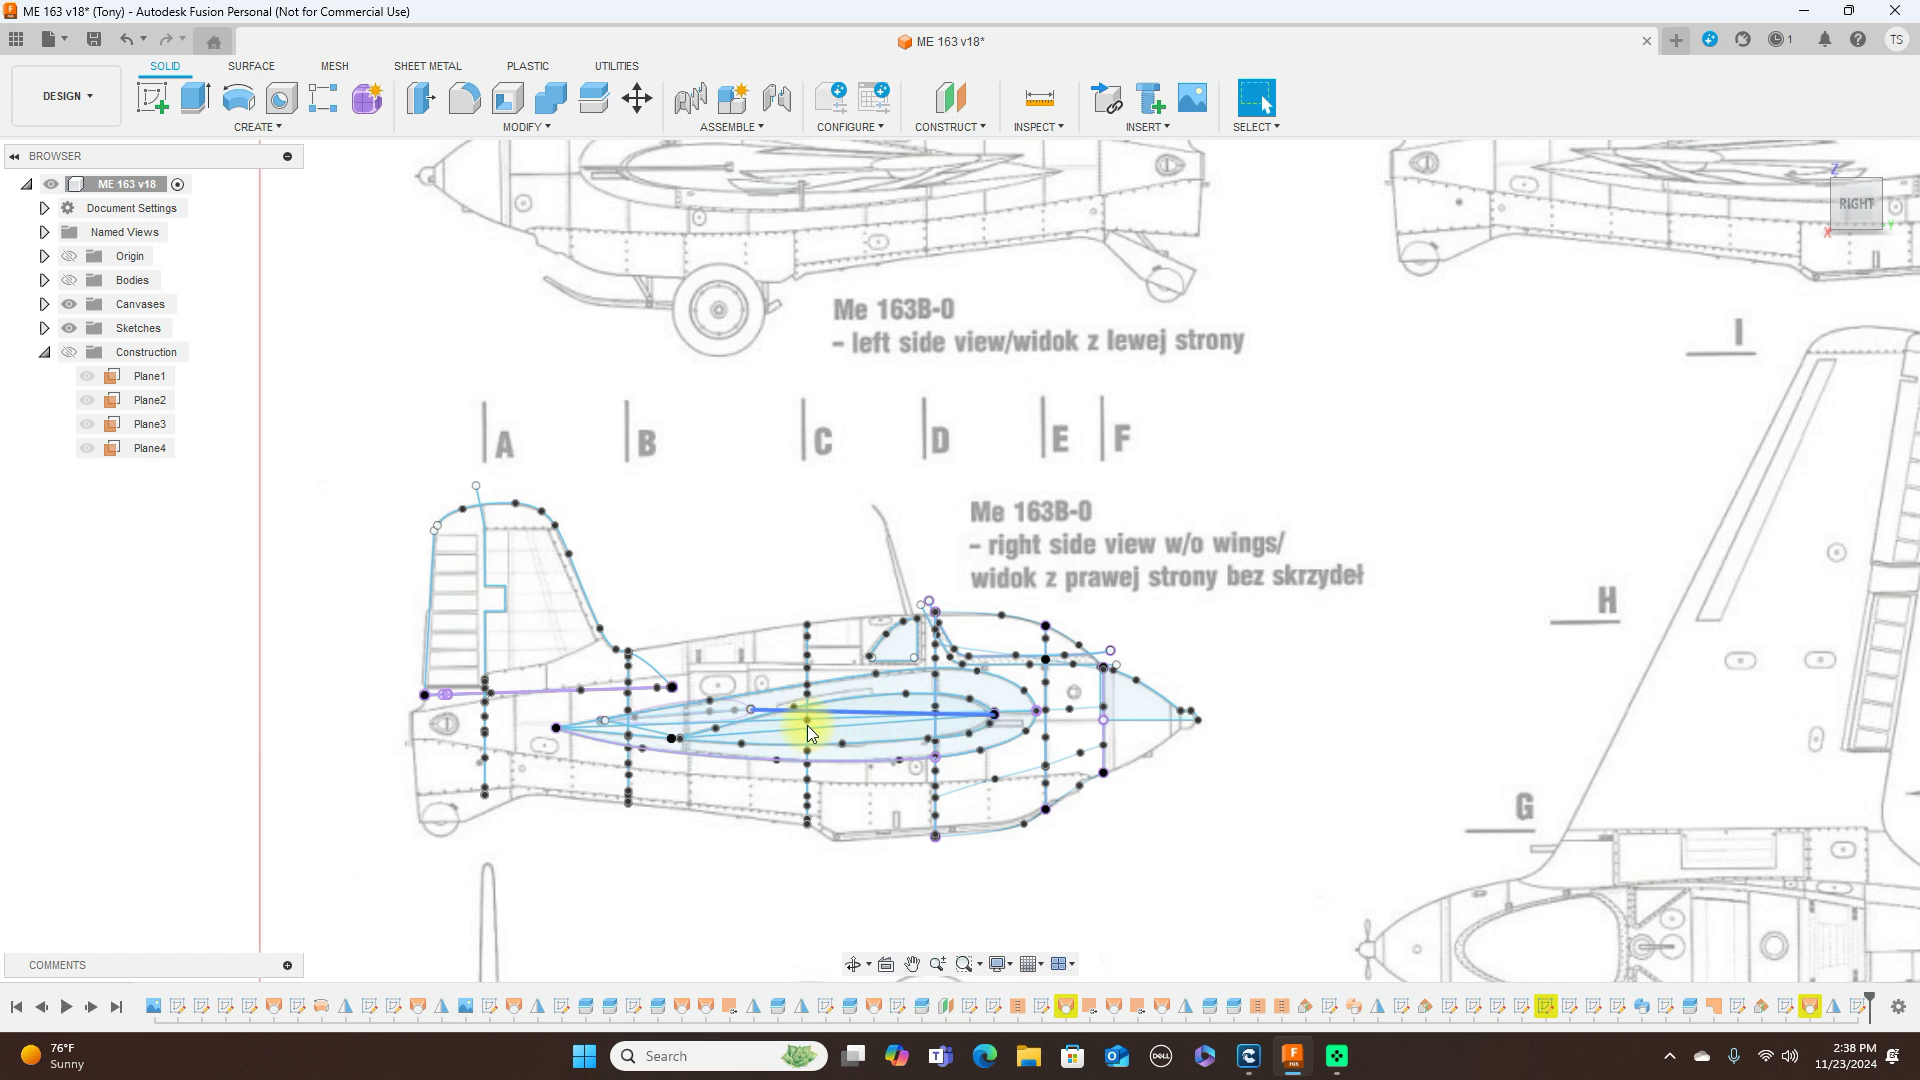 ME 163 v18* (Tony) - Autodesk Fusion Personal (Not for Commercial Use)
ME 163 v18*
1
TS
DESIGN
SOLID
SURFACE
MESH
SHEET METAL
PLASTIC
UTILITIES
CREATE
MODIFY
ASSEMBLE
CONFIGURE
CONSTRUCT
INSPECT
INSERT
SELECT
BROWSER
ME 163 v18
Document Settings
Named Views
Origin
Bodies
Canvases
Sketches
Construction
Plane1
Plane2
Plane3
Plane4
Z
RIGHT
X
Y
Me 163B-0
- left side view/widok z lewej strony
I
A
B
C
D
E
F
Me 163B-0
- right side view w/o wings/
widok z prawej strony bez skrzydeł
H
G
COMMENTS
76°F
Sunny
Search
DELL
FUS
2:38 PM
11/23/2024